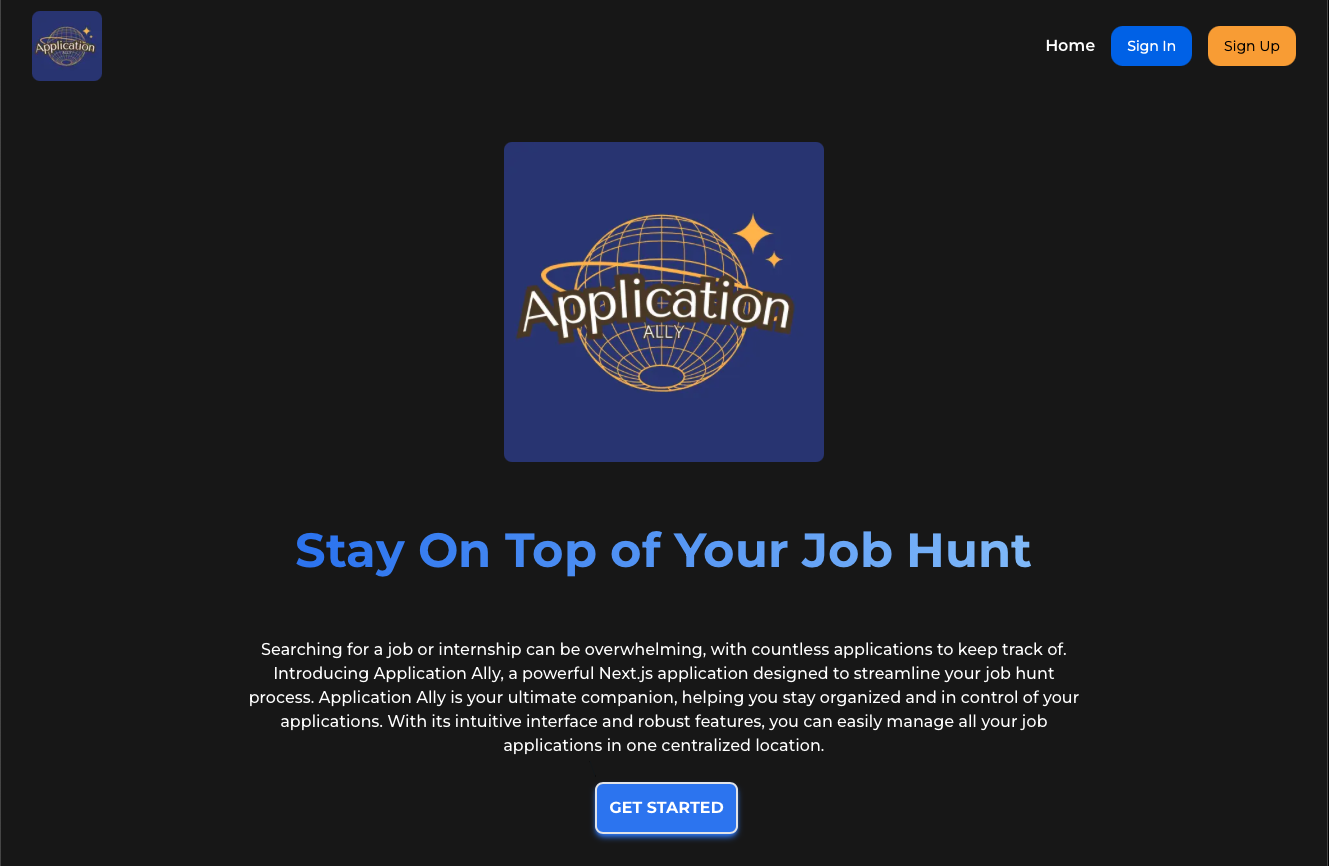 Application
Home
Sign In
Sign Up
Application
ALLY
Stay On Top of Your Job Hunt
Searching for a job or internship can be overwhelming, with countless applications to keep track of.
Introducing Application Ally, a powerful Next.js application designed to streamline your job hunt
process. Application Ally is your ultimate companion, helping you stay organized and in control of your
applications. With its intuitive interface and robust features, you can easily manage all your job
applications in one centralized location.
GET STARTED